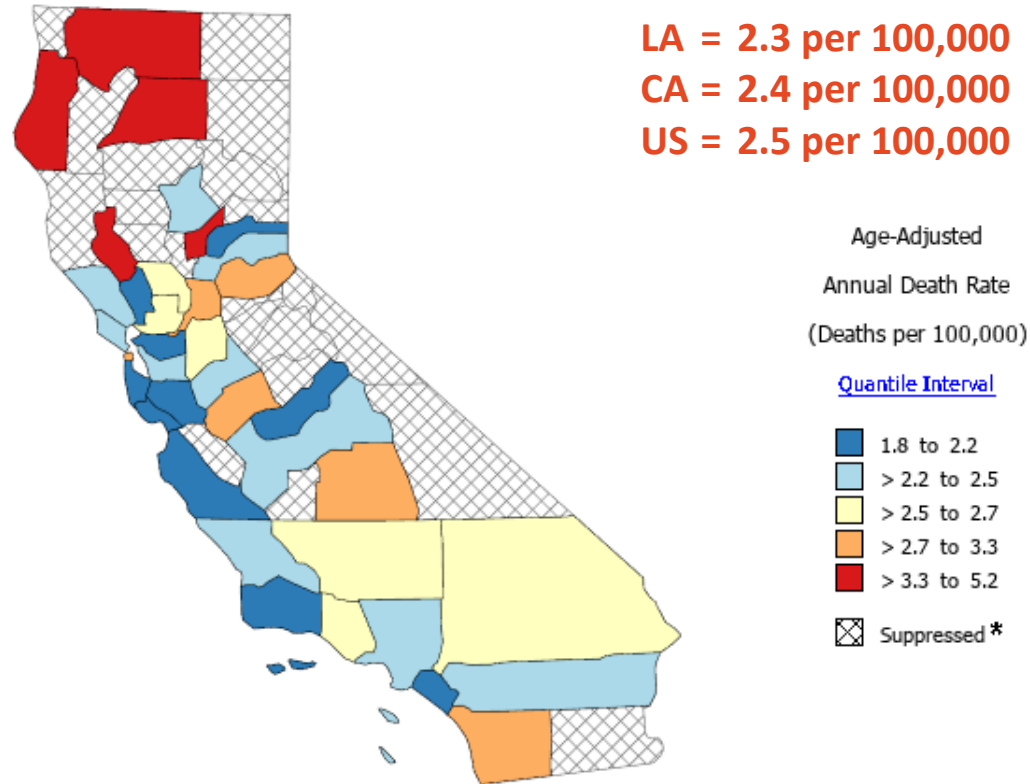 LA = 2.3 per 100,000
CA = 2.4 per 100,000
US = 2.5 per 100,000
Age-Adjusted
Annual Death Rate
(Deaths per 100,000)
Quantile Interval
1.8 to 2.2
> 2.2 to 2.5
> 2.5 to 2.7
> 2.7 to 3.3
> 3.3 to 5.2
Suppressed *